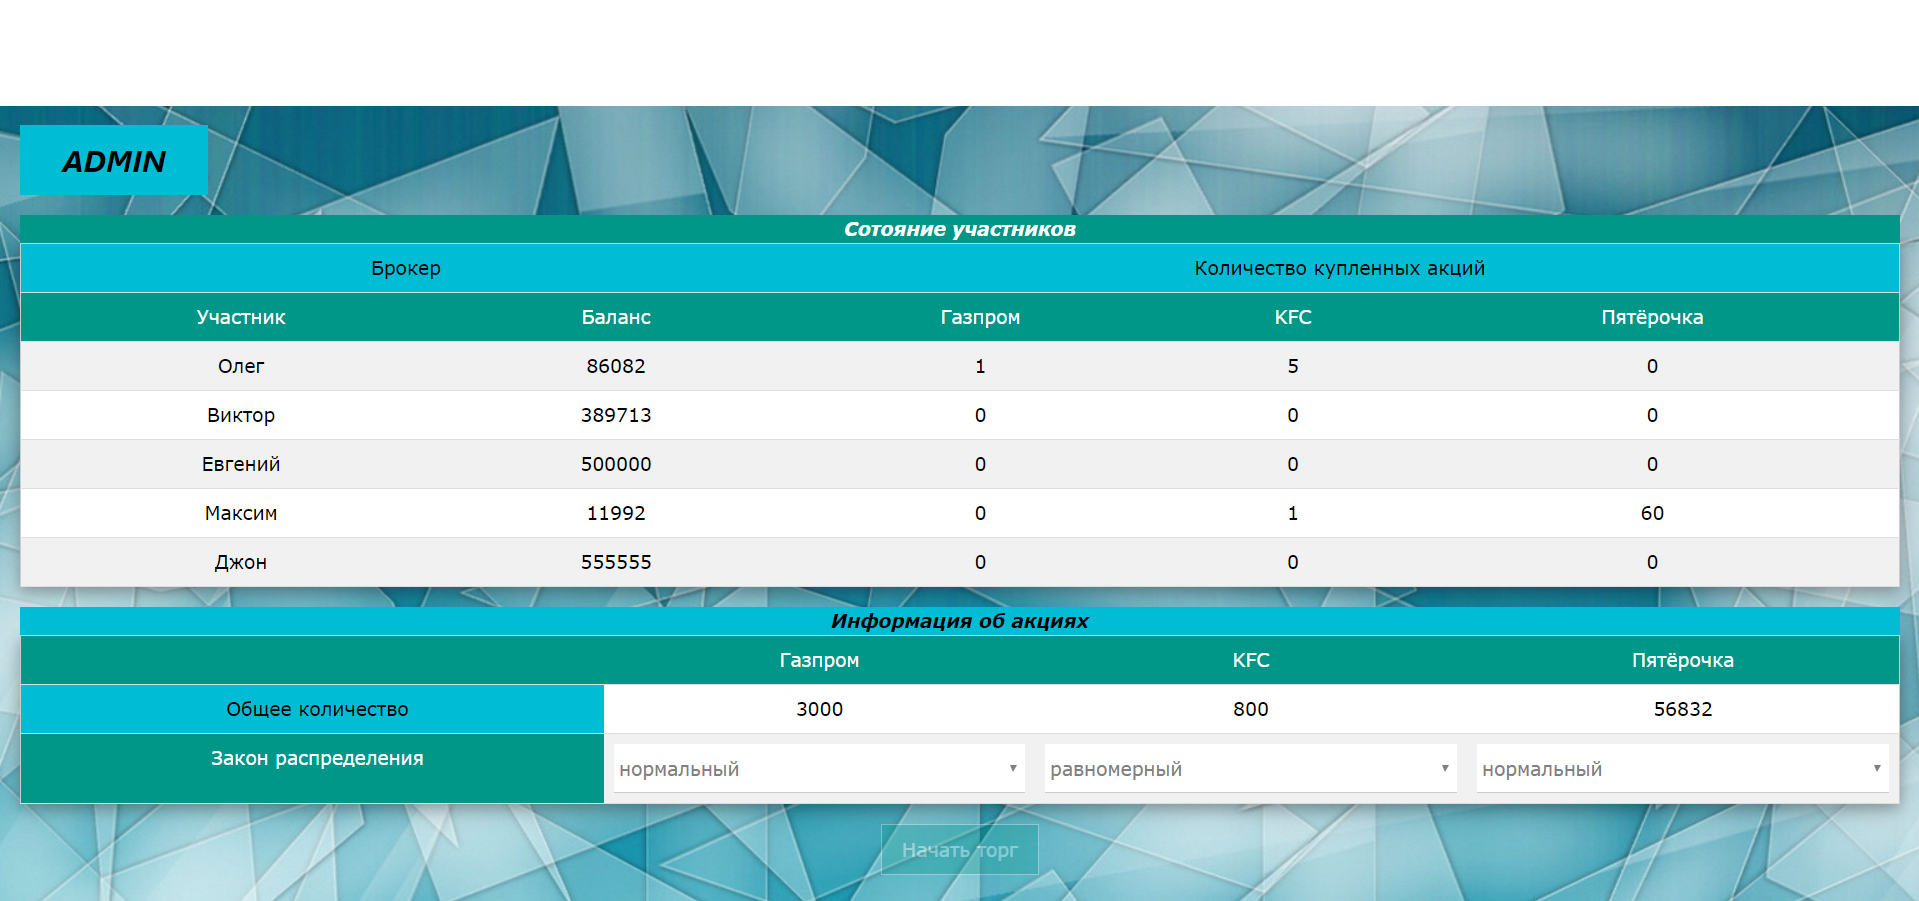 ADMIN
Сотояние участников
Брокер Количество купленных акций
Участник Баланс Газпром KFC Пятёрочка
Олег 86082 1 5 0
Виктор 389713 0 0 0
Евгений 500000 0 0 0
Максим 11992 0 1 60
Джон 555555 0 0 0
Информация об акциях
Газпром KFC Пятёрочка
Общее количество 3000 800 56832
Закон распределения нормальный равномерный нормальный
Начать торг